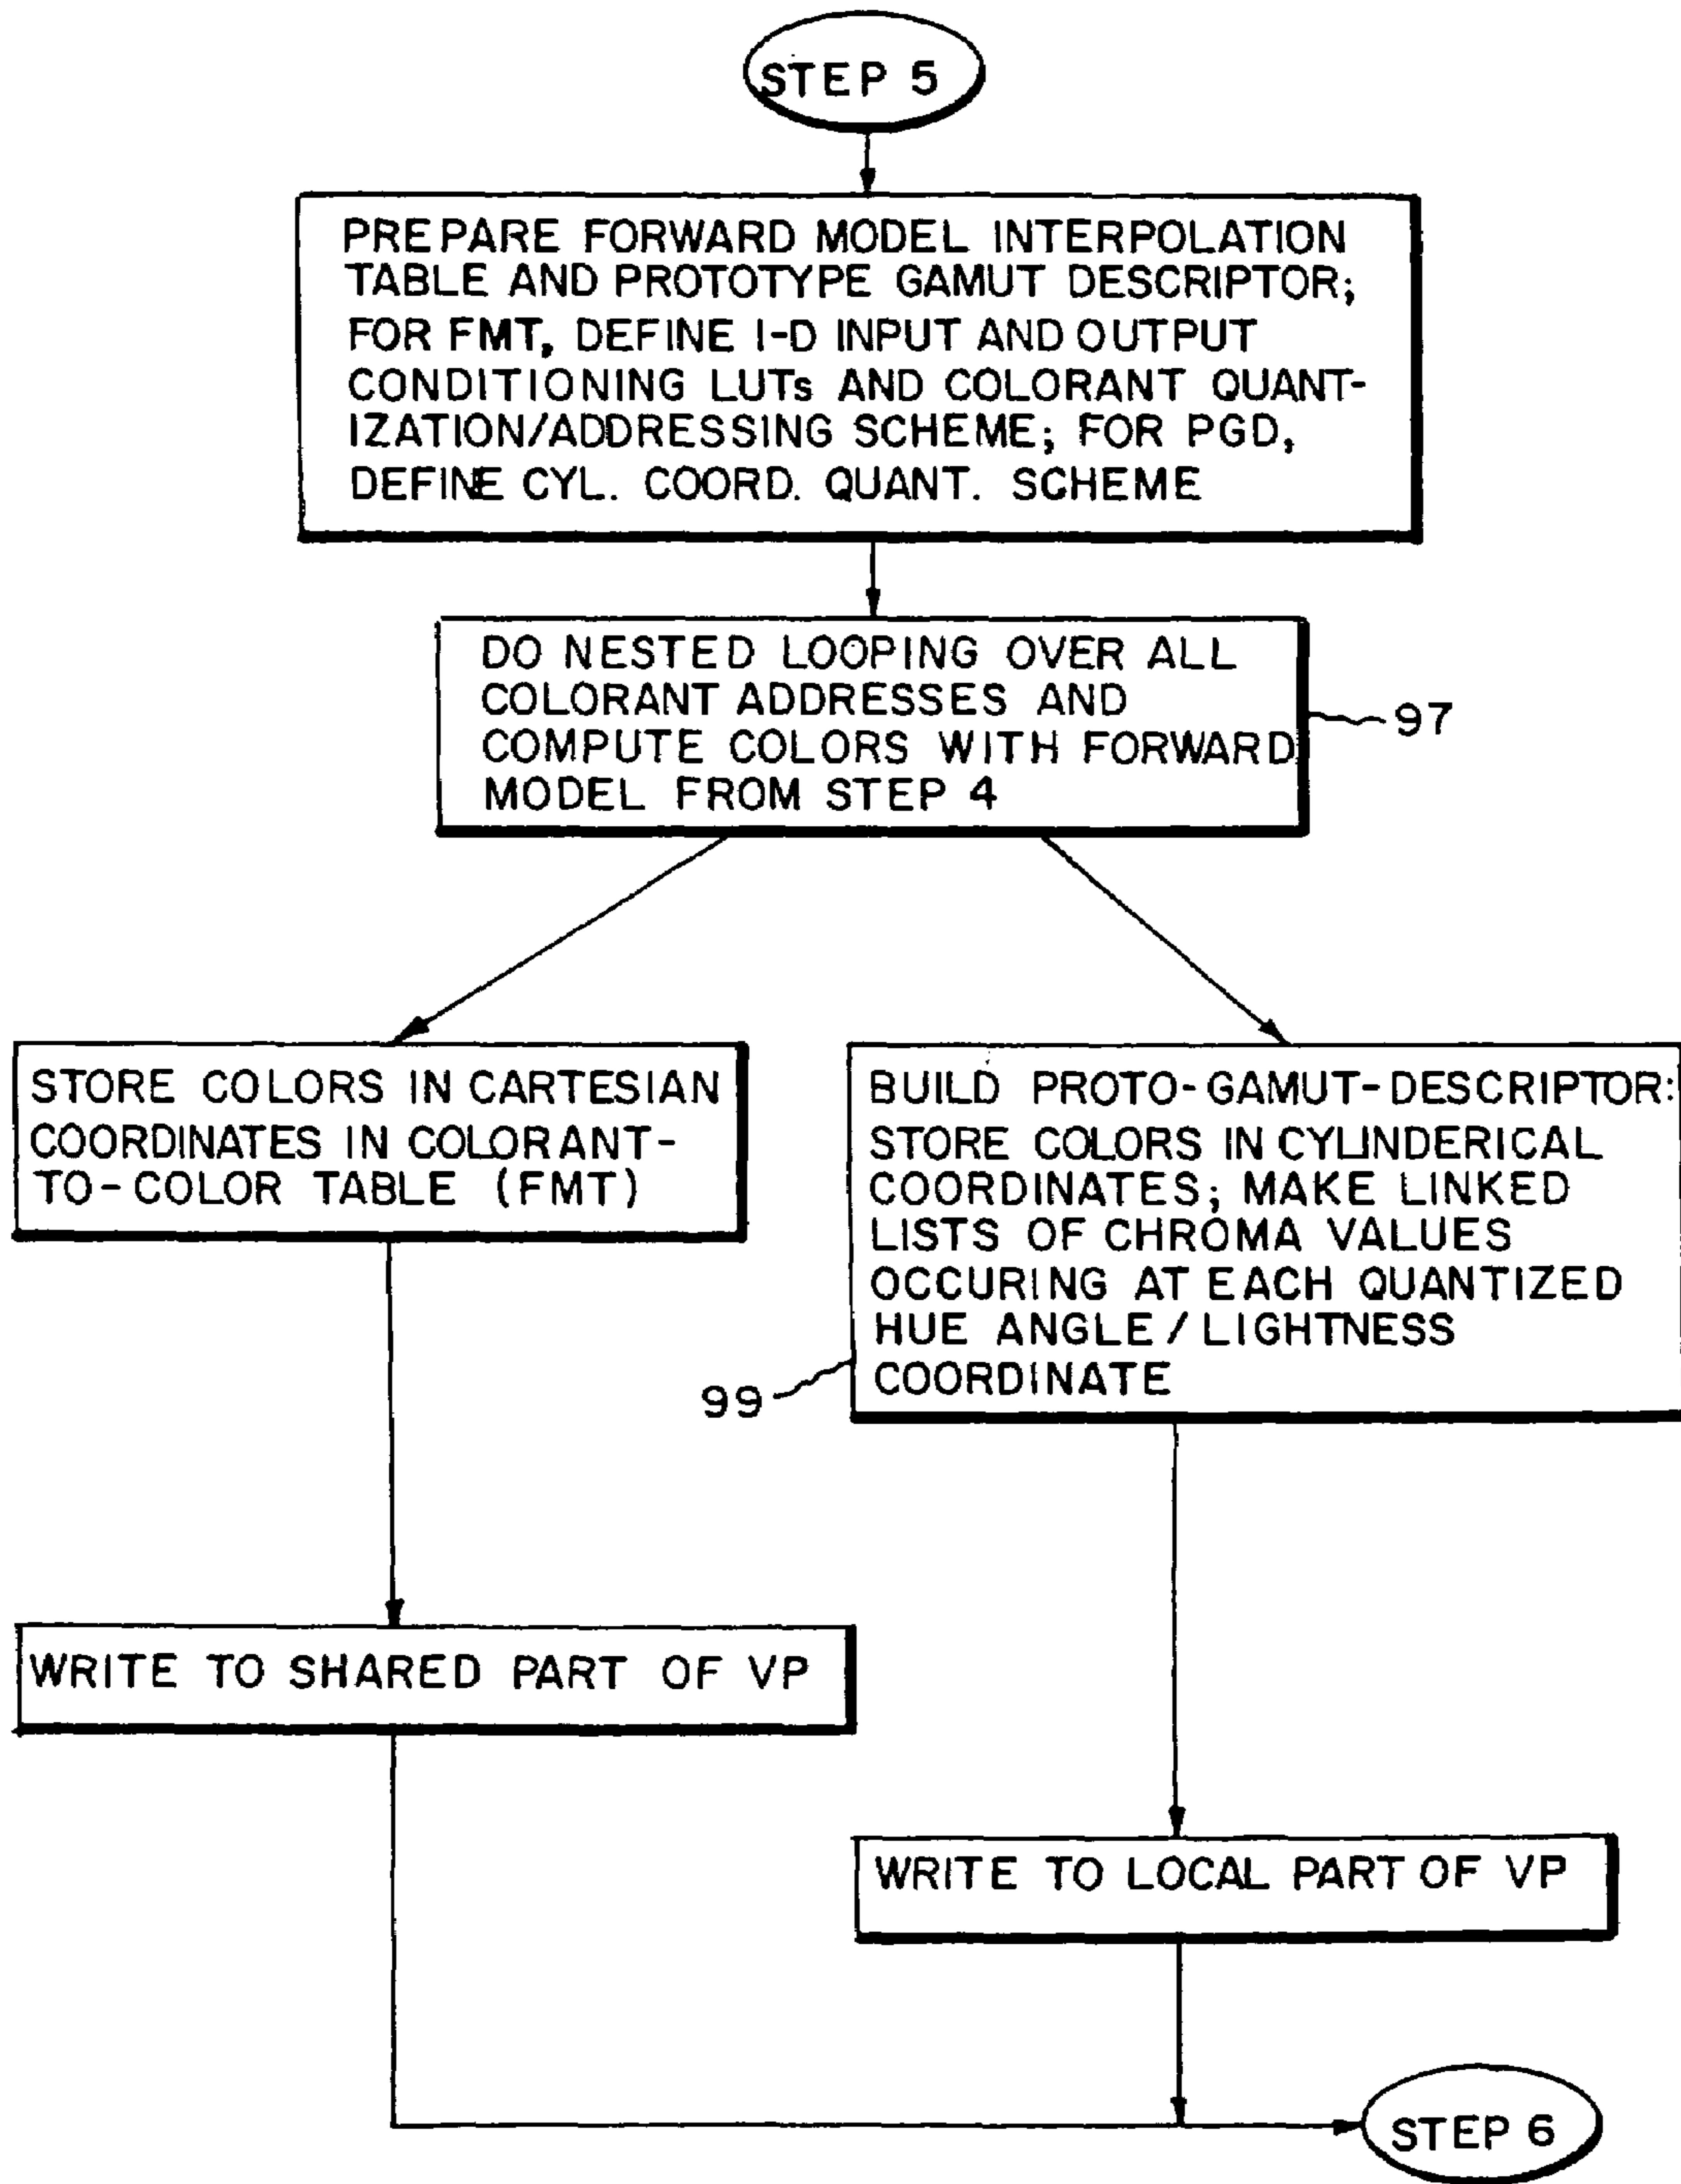 STEP 5
PREPARE FORWARD MODEL INTERPOLATION
TABLE AND PROTOTYPE GAMUT DESCRIPTOR;
FOR FMT, DEFINE I-D INPUT AND OUTPUT
CONDITIONING LUTs AND COLORANT QUANT-
IZATION/ADDRESSING SCHEME; FOR PGD,
DEFINE CYL. COORD. QUANT. SCHEME
DO NESTED LOOPING OVER ALL
COLORANT ADDRESSES AND
COMPUTE COLORS WITH FORWARD
MODEL FROM STEP 4
97
STORE COLORS IN CARTESIAN
COORDINATES IN COLORANT-
TO-COLOR TABLE (FMT)
BUILD PROTO-GAMUT-DESCRIPTOR:
STORE COLORS IN CYLINDERICAL
COORDINATES; MAKE LINKED
LISTS OF CHROMA VALUES
OCCURING AT EACH QUANTIZED
HUE ANGLE / LIGHTNESS
COORDINATE
99
WRITE TO SHARED PART OF VP
WRITE TO LOCAL PART OF VP
STEP 6